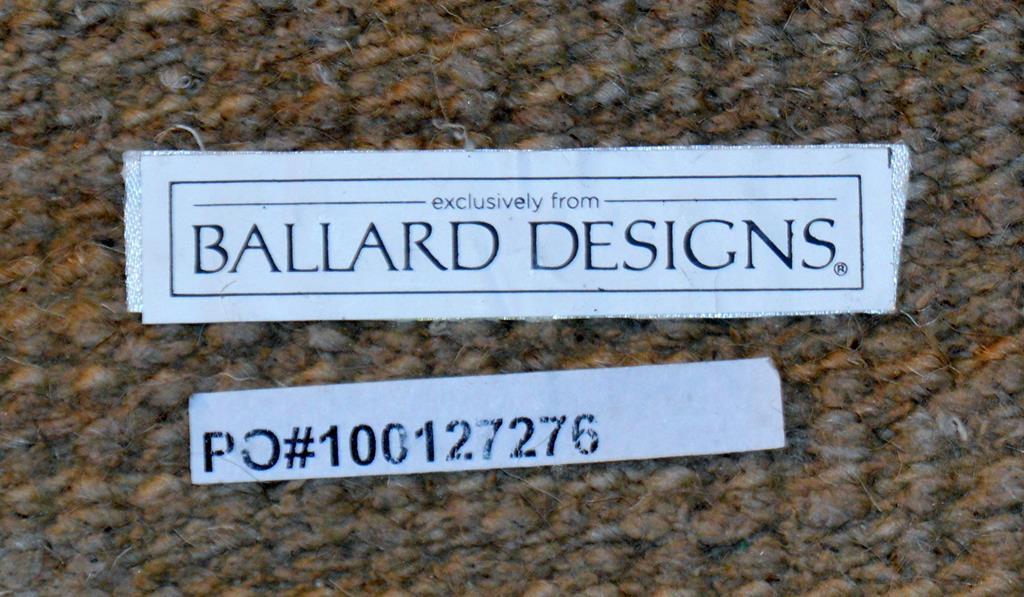 exclusively from
BALLARD DESIGNS®
PO#100127276